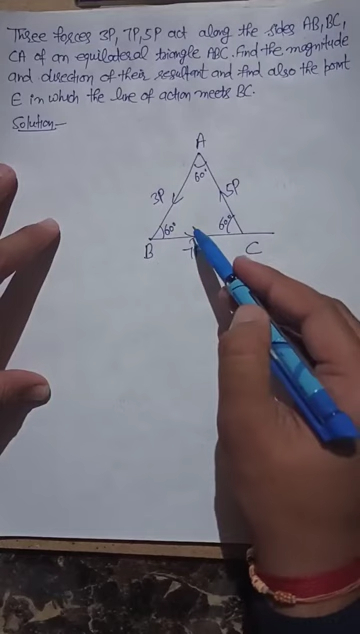 Three forces 3P, 7P, 5P act along the sides AB, BC,
CA of an equilateral triangle ABC. Find the magnitude
and direction of their resultant and find also the point
E in which the line of action meets BC.
Solution-
A
60°
3P
5P
60°
60°
B
C